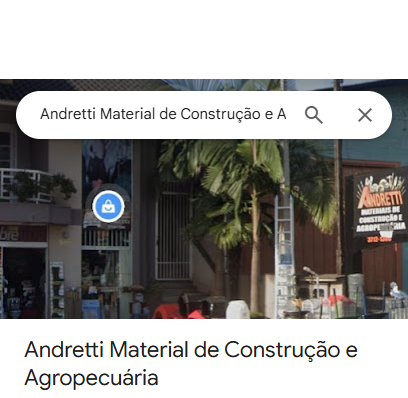 Andretti Material de Construção e A
ANDRETTI
MATERIAIS DE
CONSTRUÇÃO E
AGROPECUÁRIA
Andretti Material de Construção e
Agropecuária